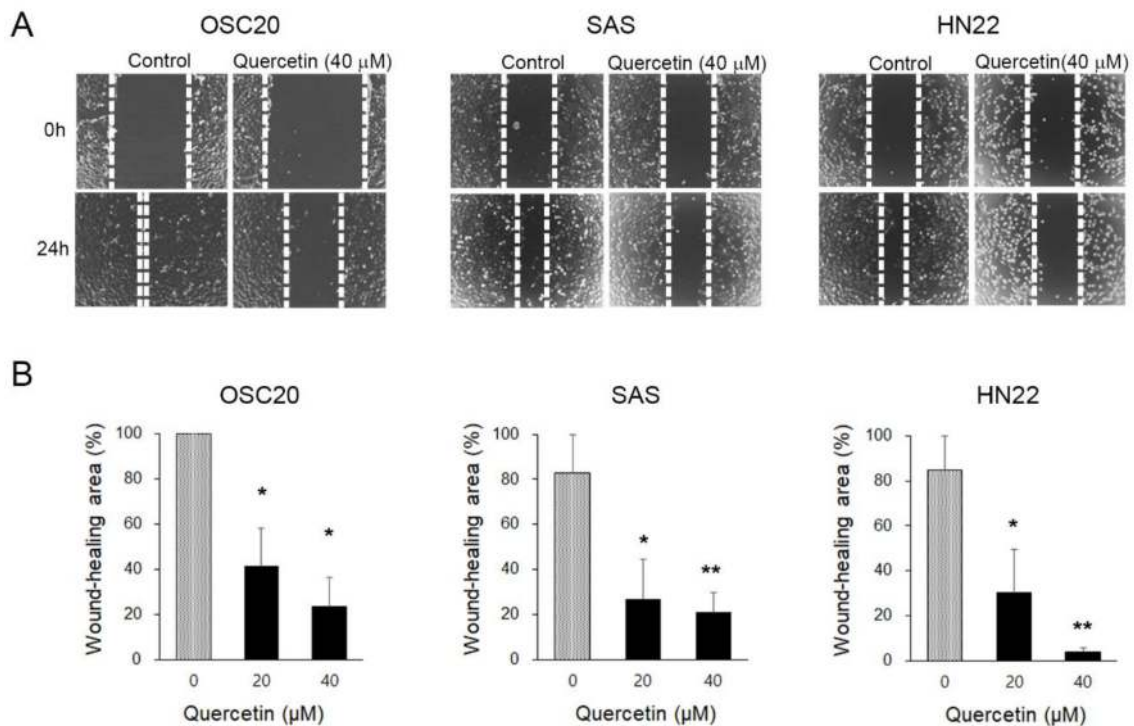 A
OSC20
SAS
HN22
Control
Quercetin (40 μM)
Control
Quercetin (40 μM)
Control
Quercetin(40 μM)
0h
24h
B
OSC20
SAS
HN22
Wound-healing area (%)
100
80
60
40
20
0
*
*
0
20
40
Quercetin (μM)
Wound-healing area (%)
100
80
60
40
20
0
*
**
0
20
40
Quercetin (μM)
Wound-healing area (%)
100
80
60
40
20
0
*
**
0
20
40
Quercetin (μM)